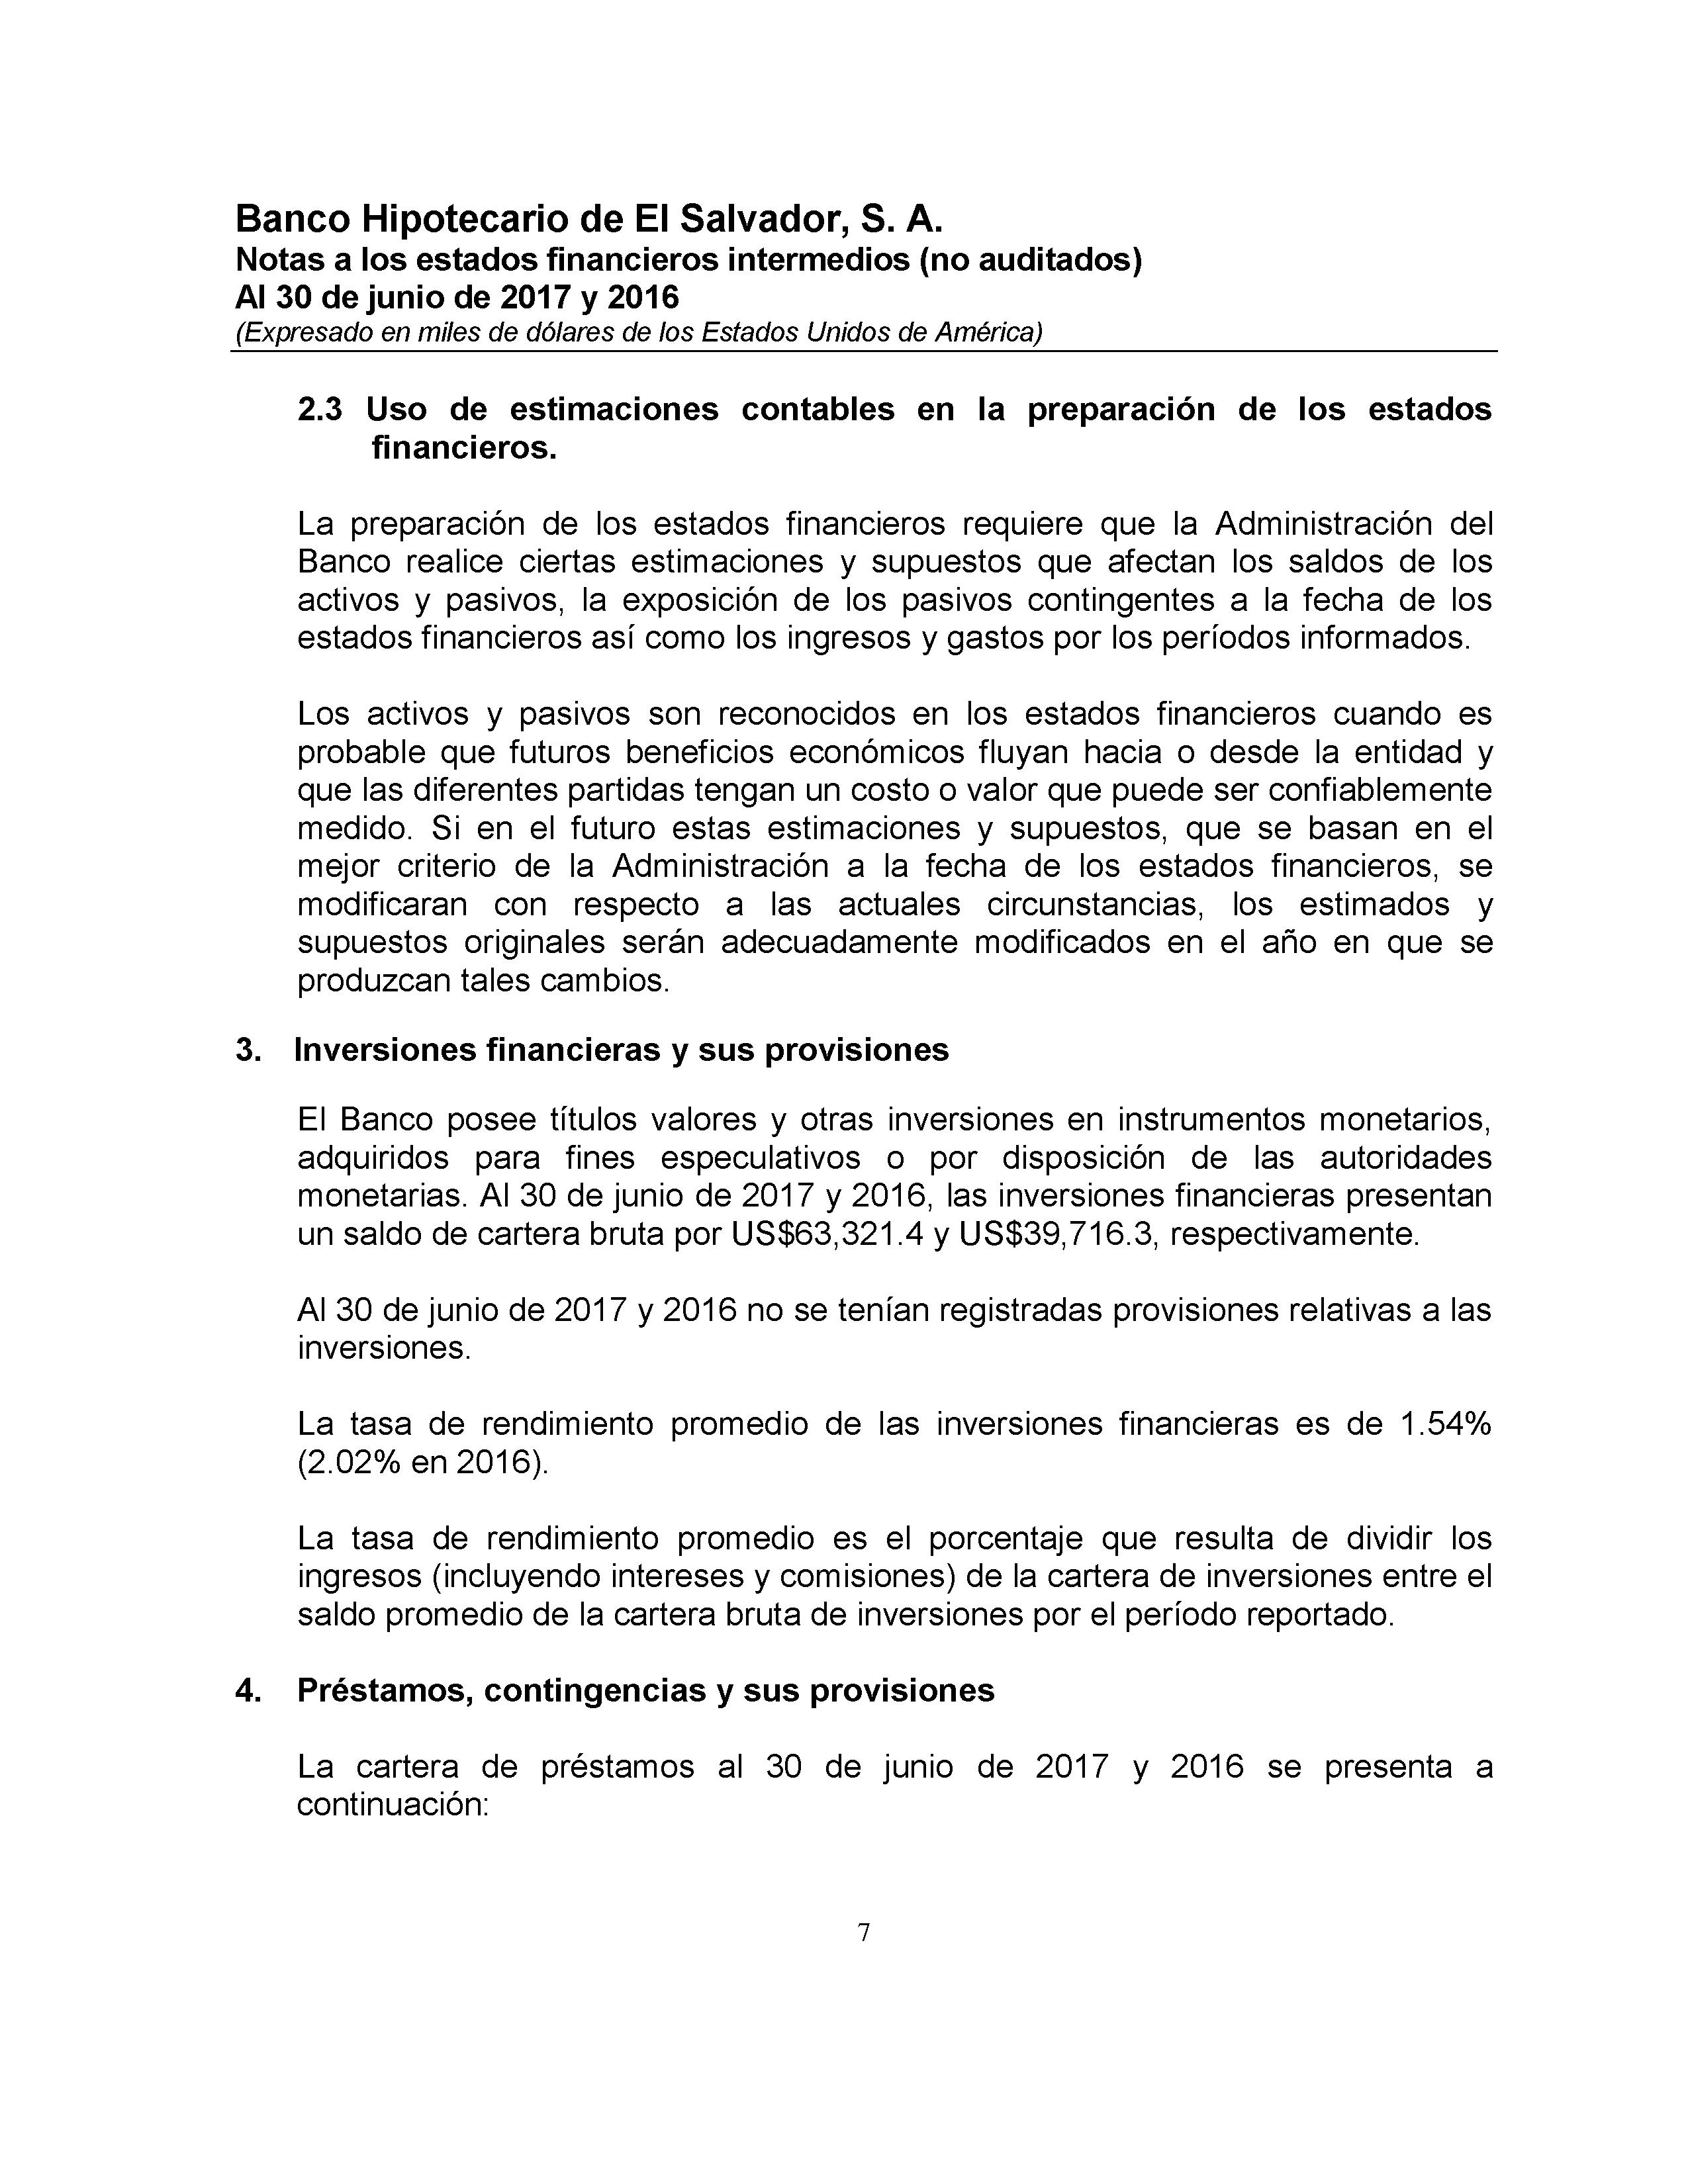 Banco Hipotecario de El Salvador, S. A.
Notas a los estados financieros intermedios (no auditados)
Al 30 de junio de 2017 y 2016
(Expresado en miles de dólares de los Estados Unidos de América)
2.3 Uso de estimaciones contables en la preparación de los estados
financieros.
La preparación de los estados financieros requiere que la Administración del
Banco realice ciertas estimaciones y supuestos que afectan los saldos de los
activos y pasivos, la exposición de los pasivos contingentes a la fecha de los
estados financieros así como los ingresos y gastos por los períodos informados.
Los activos y pasivos son reconocidos en los estados financieros cuando es
probable que futuros beneficios económicos fluyan hacia o desde la entidad y
que las diferentes partidas tengan un costo o valor que puede ser confiablemente
medido. Si en el futuro estas estimaciones y supuestos, que se basan en el
mejor criterio de la Administración a la fecha de los estados financieros, se
modificaran con respecto a las actuales circunstancias, los estimados y
supuestos originales serán adecuadamente modificados en el año en que se
produzcan tales cambios.
3. Inversiones financieras y sus provisiones
El Banco posee títulos valores y otras inversiones en instrumentos monetarios,
adquiridos para fines especulativos o por disposición de las autoridades
monetarias. Al 30 de junio de 2017 y 2016, las inversiones financieras presentan
un saldo de cartera bruta por US$63,321.4 y US$39,716.3, respectivamente.
Al 30 de junio de 2017 y 2016 no se tenían registradas provisiones relativas a las
inversiones.
La tasa de rendimiento promedio de las inversiones financieras es de 1.54%
(2.02% en 2016).
La tasa de rendimiento promedio es el porcentaje que resulta de dividir los
ingresos (incluyendo intereses y comisiones) de la cartera de inversiones entre el
saldo promedio de la cartera bruta de inversiones por el período reportado.
4. Préstamos, contingencias y sus provisiones
La cartera de préstamos al 30 de junio de 2017 y 2016 se presenta a
continuación:
7